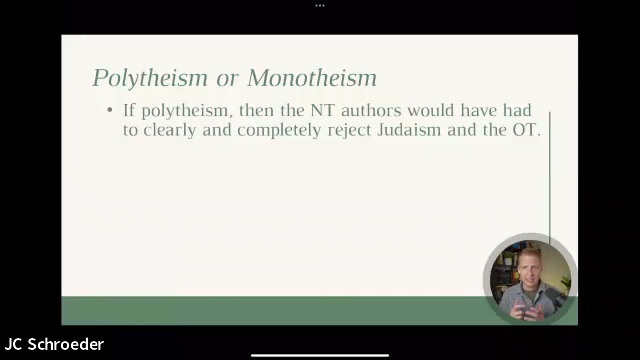 Polytheism or Monotheism
• If polytheism, then the NT authors would have had
to clearly and completely reject Judaism and the OT.
JC Schroeder